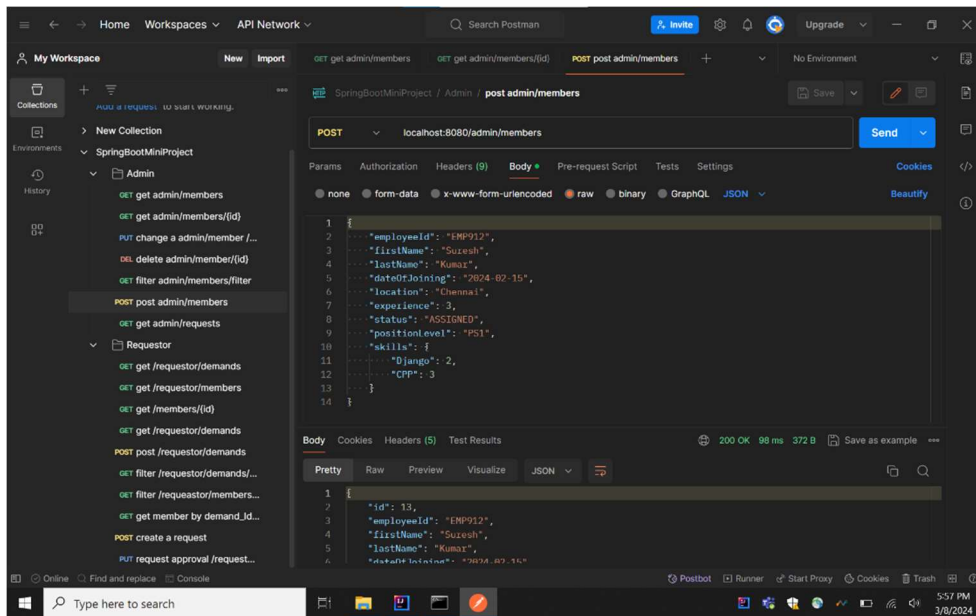 Home Workspaces API Network Search Postman Invite Upgrade
My Workspace New Import GET get admin/members GET get admin/members/{id} POST post admin/members No Environment
Collections
Environments
History
Add a request to start working.
New Collection
SpringBootMiniProject
Admin
GET get admin/members
GET get admin/members/{id}
PUT change a admin/member /...
DEL delete admin/member/{id}
GET filter admin/members/filter
POST post admin/members
GET get admin/requests
Requestor
GET get /requestor/demands
GET get /requestor/members
GET get /members/{id}
GET get /requestor/demands
POST post /requestor/demands
GET filter /requestor/demands/...
GET filter /requeastor/members...
GET get member by demand_Id...
POST create a request
PUT request approval /request...
HTTP SpringBootMiniProject / Admin / post admin/members Save
POST localhost:8080/admin/members Send
Params Authorization Headers (9) Body Pre-request Script Tests Settings Cookies
none form-data x-www-form-urlencoded raw binary GraphQL JSON Beautify
1 {
2 "employeeId": "EMP912",
3 "firstName": "Suresh",
4 "lastName": "Kumar",
5 "dateOfJoining": "2024-02-15",
6 "location": "Chennai",
7 "experience": 3,
8 "status": "ASSIGNED",
9 "positionLevel": "PS1",
10 "skills": {
11 "Django": 2,
12 "CPP": 3
13 }
14 }
Body Cookies Headers (5) Test Results 200 OK 98 ms 372 B Save as example
Pretty Raw Preview Visualize JSON
1 {
2 "id": 13,
3 "employeeId": "EMP912",
4 "firstName": "Suresh",
5 "lastName": "Kumar",
6 "dateOfJoining": "2024-02-15"
Online Find and replace Console Postbot Runner Start Proxy Cookies Trash
Type here to search 5:57 PM
3/8/2024